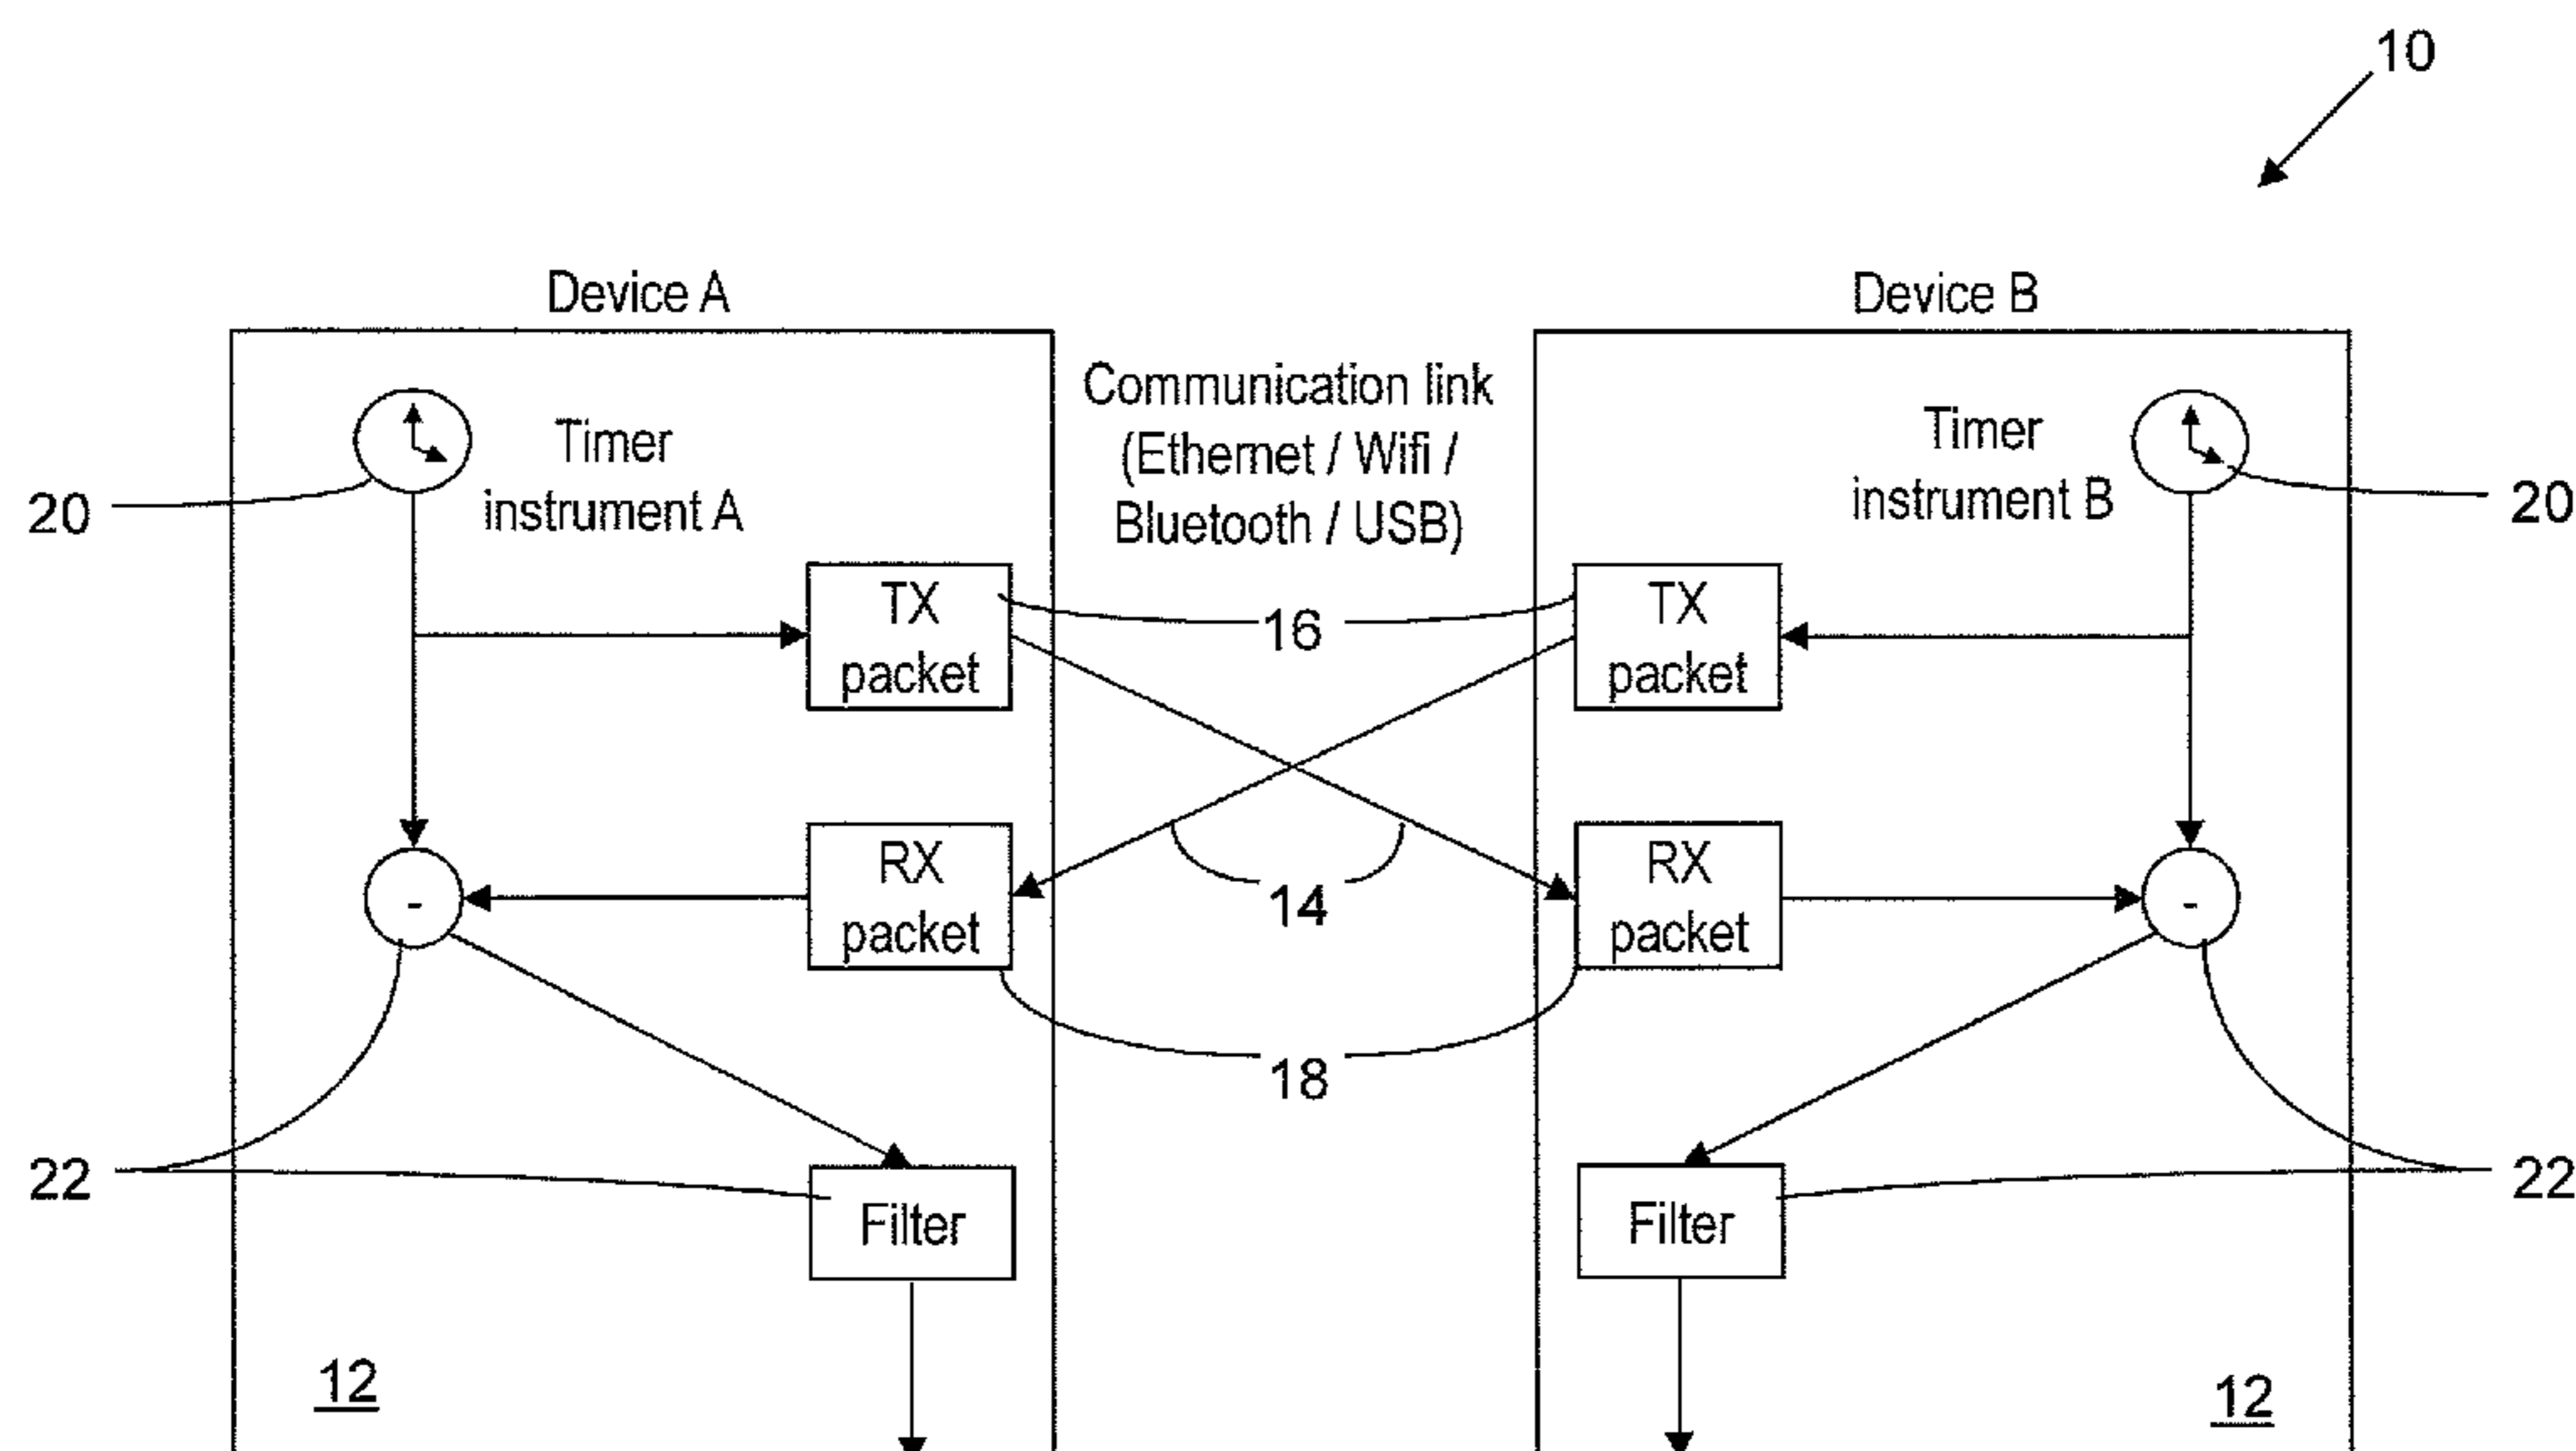 10
Device A
Device B
Communication link
(Ethernet / Wifi /
Bluetooth / USB)
Timer
instrument A
Timer
instrument B
20
20
TX
packet
16
TX
packet
RX
packet
14
RX
packet
-
-
18
22
22
Filter
Filter
12
12